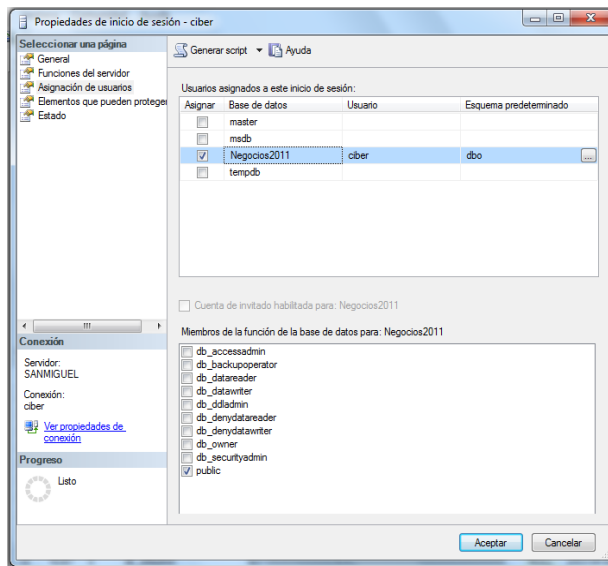 Propiedades de inicio de sesión - ciber
Seleccionar una página
General
Funciones del servidor
Asignación de usuarios
Elementos que pueden proteger
Estado
Generar script
Ayuda
Usuarios asignados a este inicio de sesión:
Asignar Base de datos Usuario Esquema predeterminado
master
msdb
Negocios2011 ciber dbo ...
tempdb
Cuenta de invitado habilitada para: Negocios2011
Miembros de la función de la base de datos para: Negocios2011
db_accessadmin
db_backupoperator
db_datareader
db_datawriter
db_ddladmin
db_denydatareader
db_denydatawriter
db_owner
db_securityadmin
public
Conexión
Servidor:
SANMIGUEL
Conexión:
ciber
Ver propiedades de
conexión
Progreso
Listo
Aceptar Cancelar